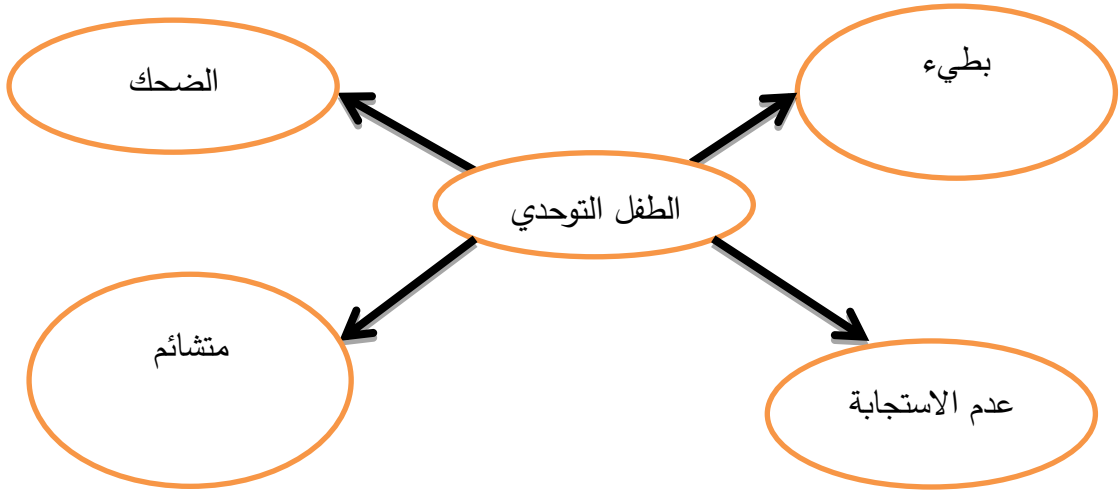 بطيء
الضحك
الطفل التوحدي
متشائم
عدم الاستجابة